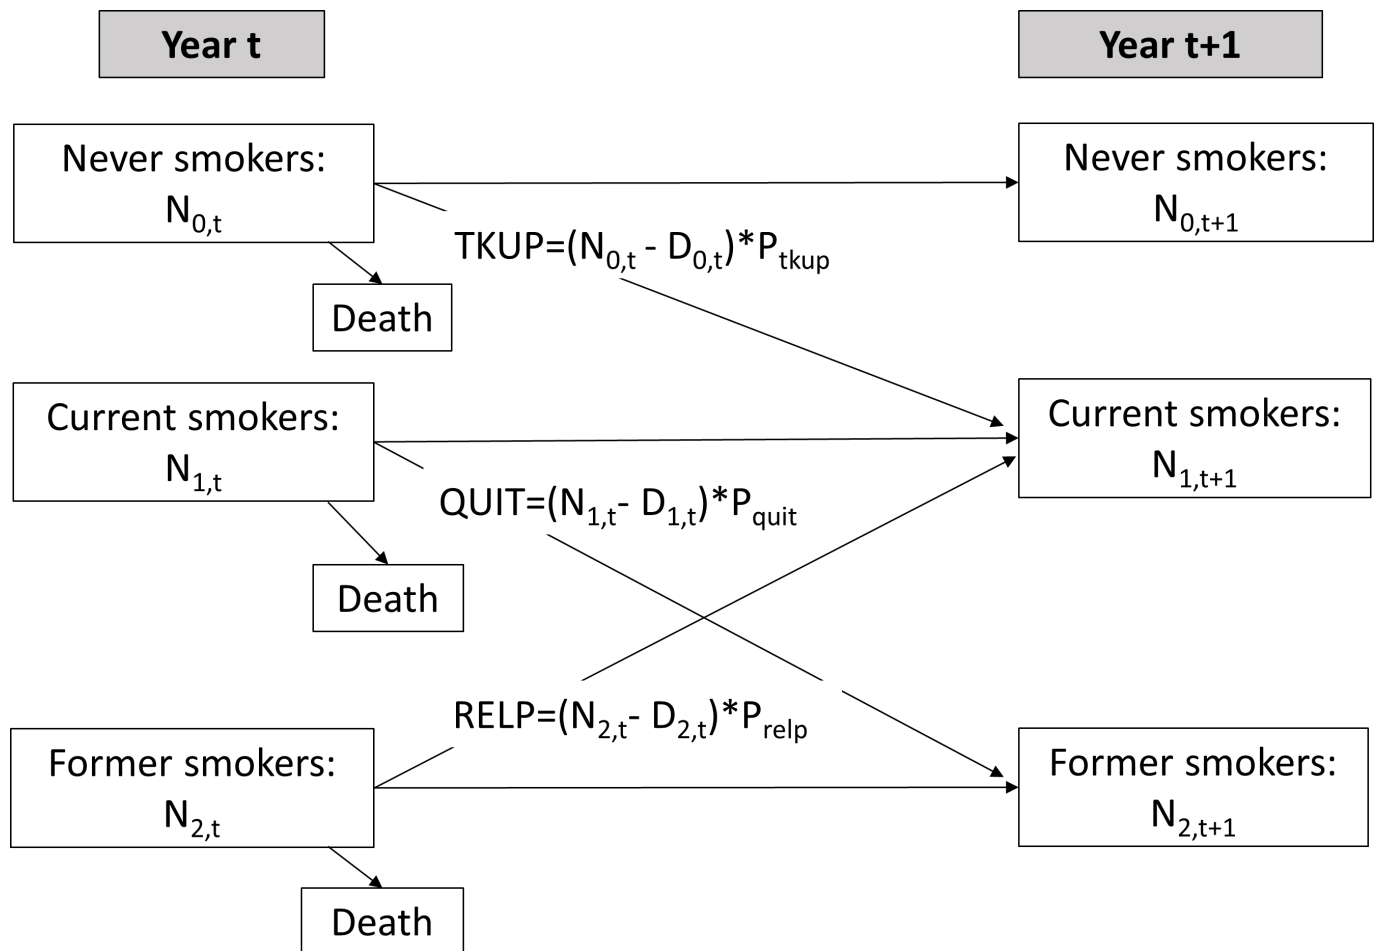 Year t
Year t+1
Never smokers:
N0,t
Never smokers:
N0,t+1
TKUP=(N0,t - D0,t)*Ptkup
Death
Current smokers:
N1,t
Current smokers:
N1,t+1
QUIT=(N1,t- D1,t)*Pquit
Death
RELP=(N2,t- D2,t)*Prelp
Former smokers:
N2,t
Former smokers:
N2,t+1
Death